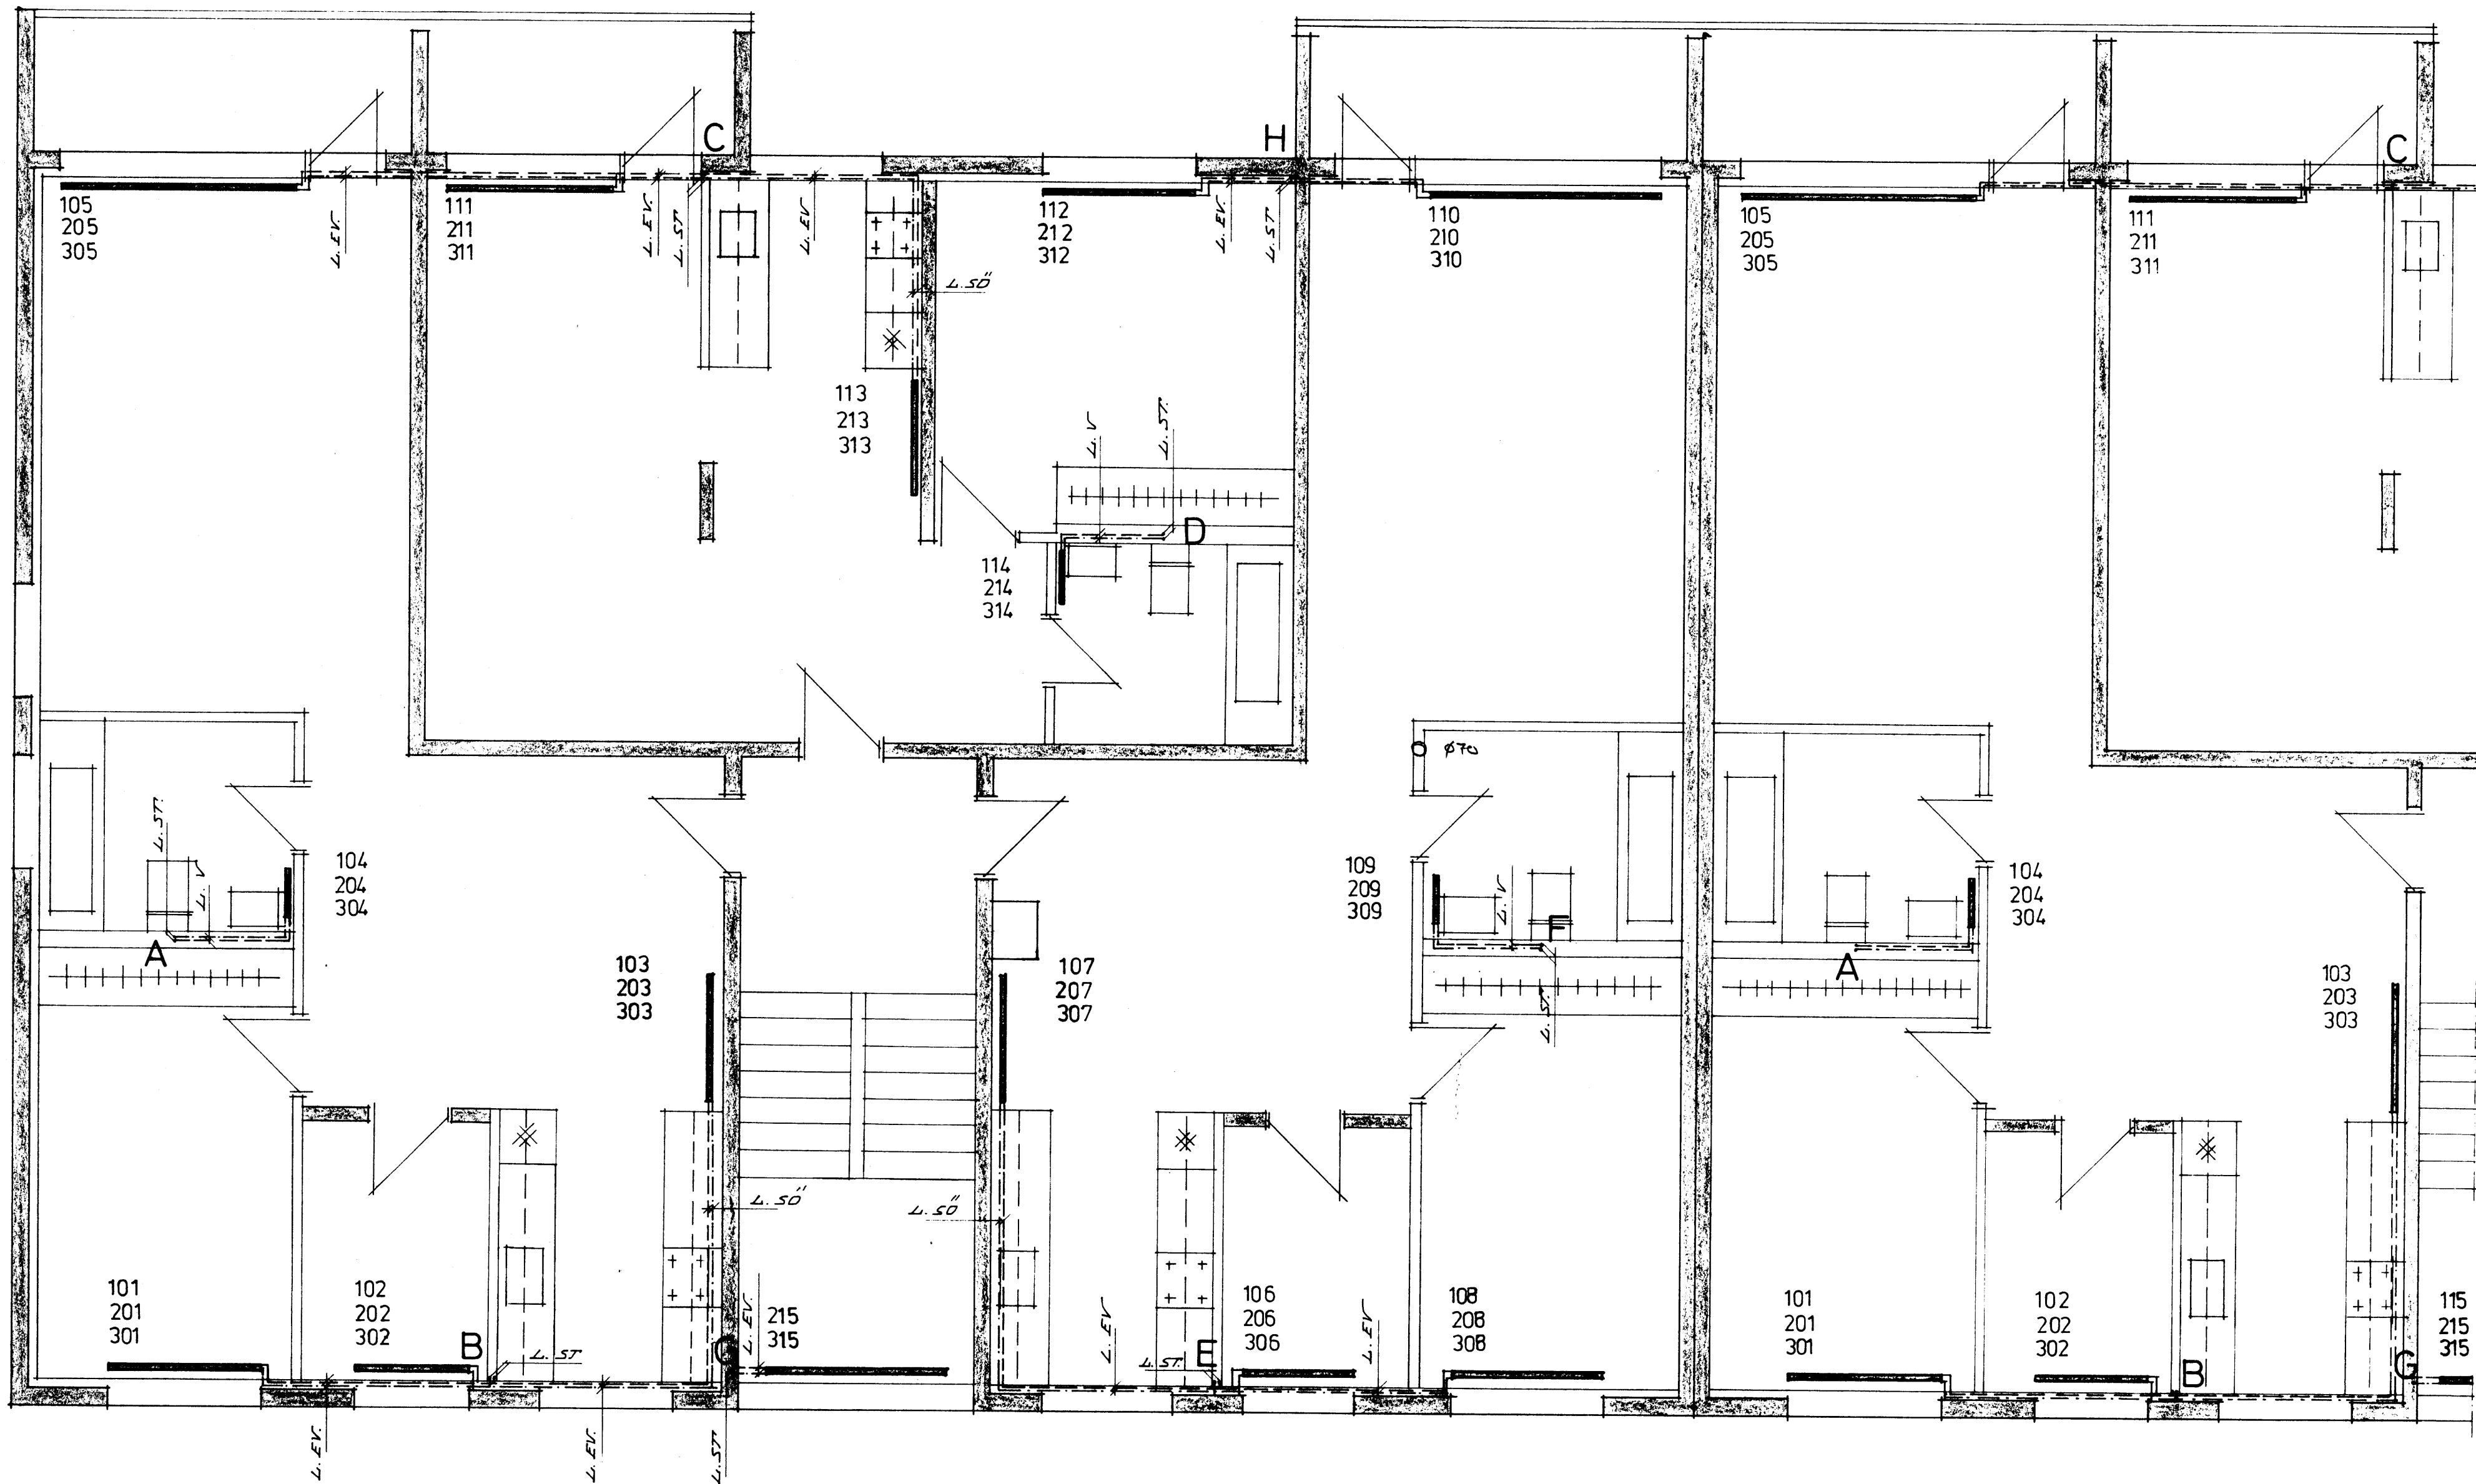 C
H
C
105
205
305
L. EV.
111
211
311
L. EV.
L. ST.
L. EV.
112
212
312
L. EV.
L. ST
110
210
310
105
205
305
111
211
311
L. SÖ
113
213
313
L. V
L. ST.
D
114
214
314
ø70
L. ST.
L. V
104
204
304
A
109
209
309
L. V
F
L. ST.
104
204
304
A
103
203
303
107
207
307
103
203
303
L. SÖ
L. SÖ
101
201
301
102
202
302
B
L. ST
G
L. EV.
215
315
L. EV
L. ST.
E
106
206
306
L. EV
108
208
308
101
201
301
102
202
302
B
G
115
215
315
L. EV.
L. EV.
L. ST